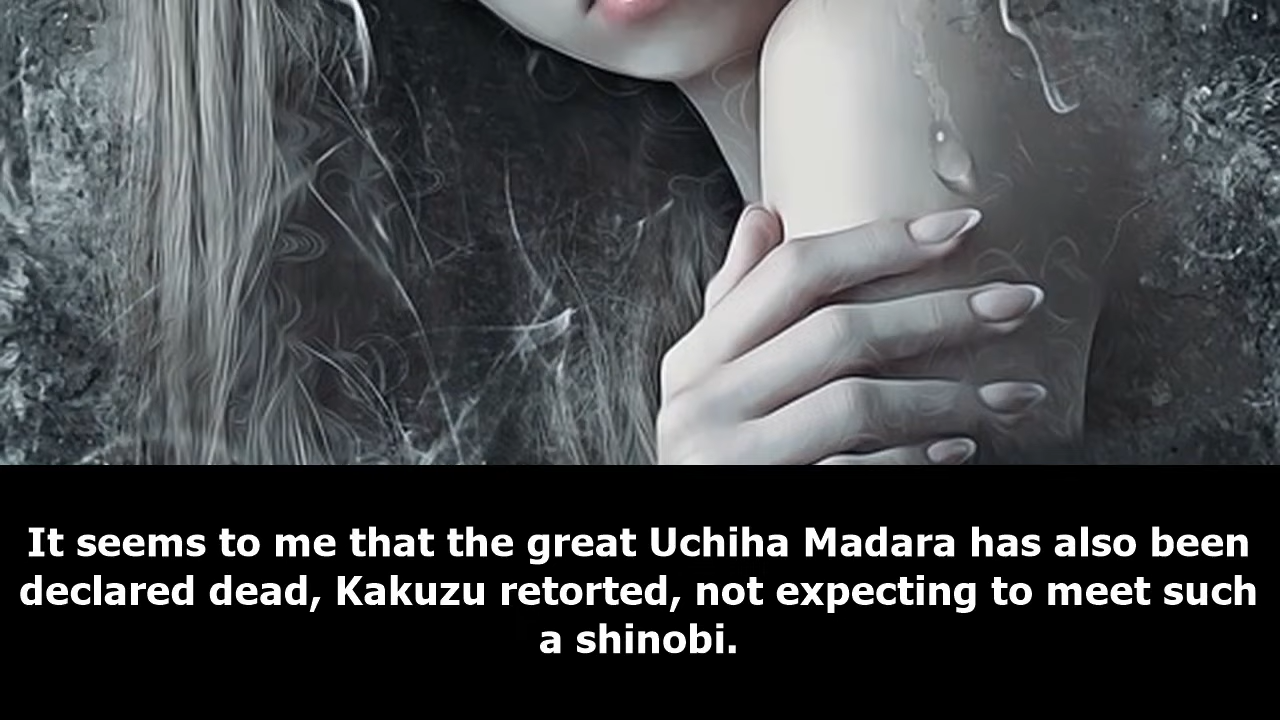 It seems to me that the great Uchiha Madara has also been
declared dead, Kakuzu retorted, not expecting to meet such
a shinobi.